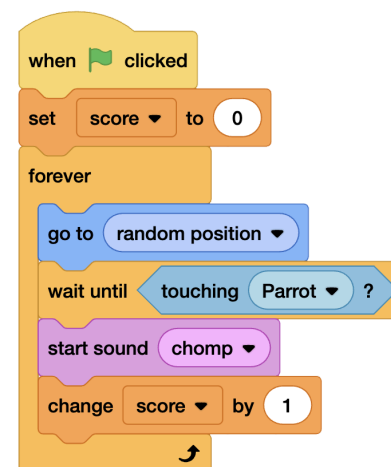 when clicked
set score to 0
forever
go to random position
wait until touching Parrot ?
start sound chomp
change score by 1